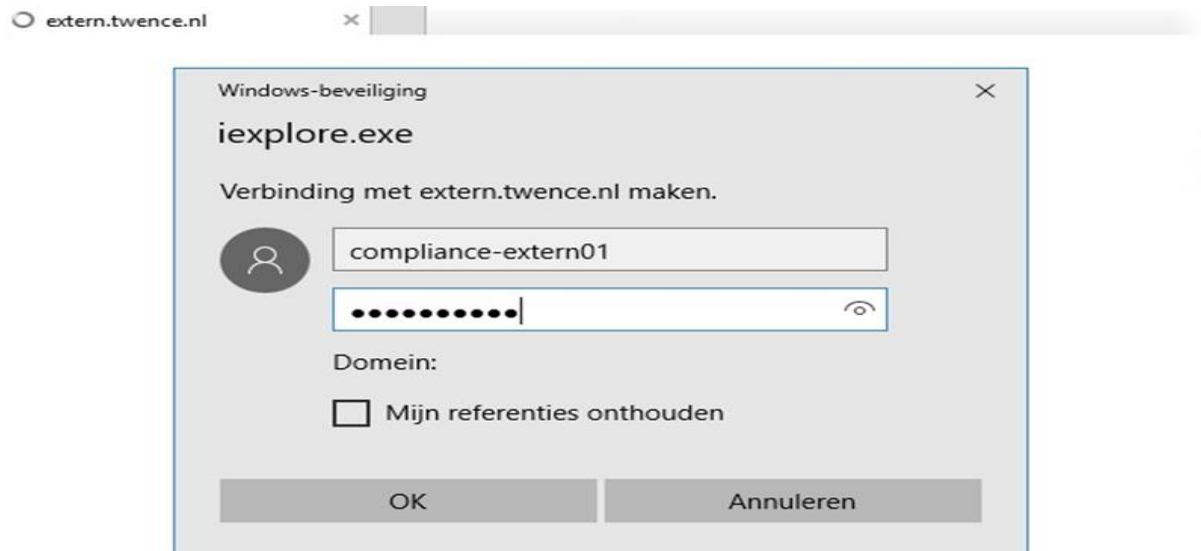 extern.twence.nl
Windows-beveiliging
iexplore.exe
Verbinding met extern.twence.nl maken.
compliance-extern01
••••••••••
Domein:
Mijn referenties onthouden
OK
Annuleren